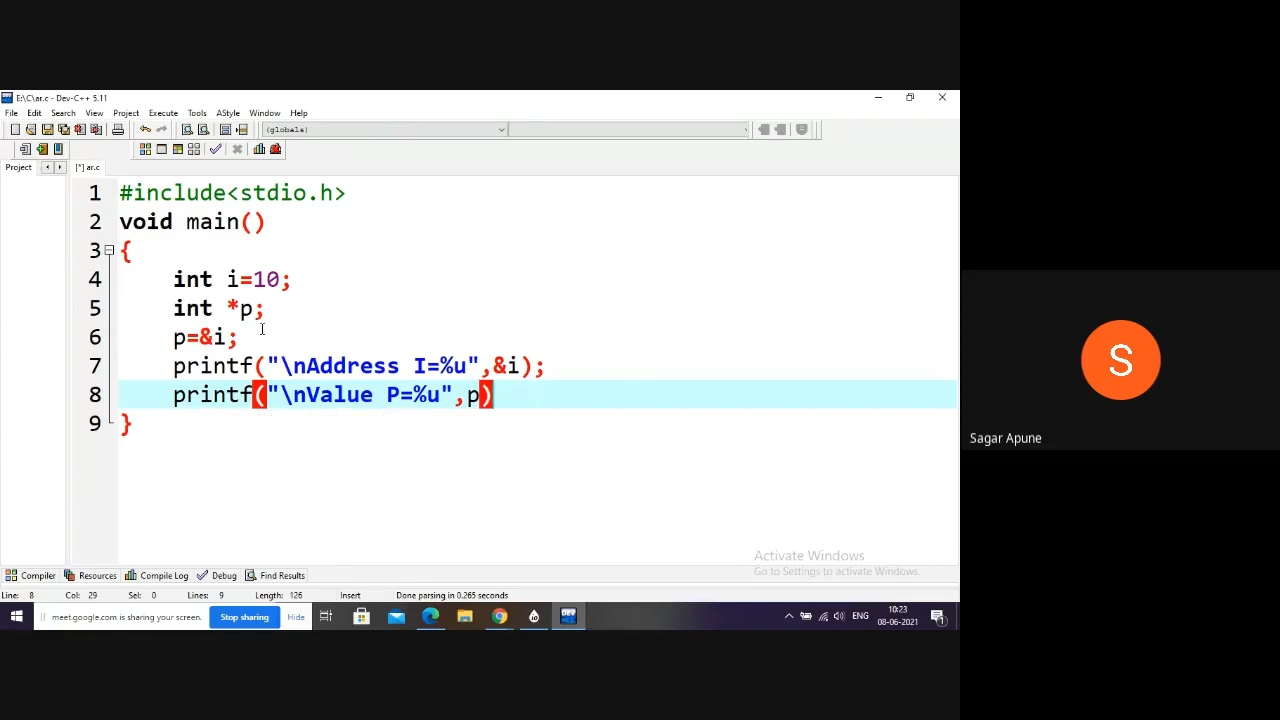 E:\C\ar.c - Dev-C++ 5.11
File Edit Search View Project Execute Tools AStyle Window Help
(globals)
Project [*] ar.c
1 #include<stdio.h>
2 void main()
3 {
4 int i=10;
5 int *p;
6 p=&i;
7 printf("\nAddress I=%u",&i);
8 printf("\nValue P=%u",p)
9 }
S
Sagar Apune
Activate Windows
Go to Settings to activate Windows.
Compiler Resources Compile Log Debug Find Results
Line: 8 Col: 29 Sel: 0 Lines: 9 Length: 126 Insert Done parsing in 0.265 seconds
meet.google.com is sharing your screen. Stop sharing Hide ENG 10:23
08-06-2021 1